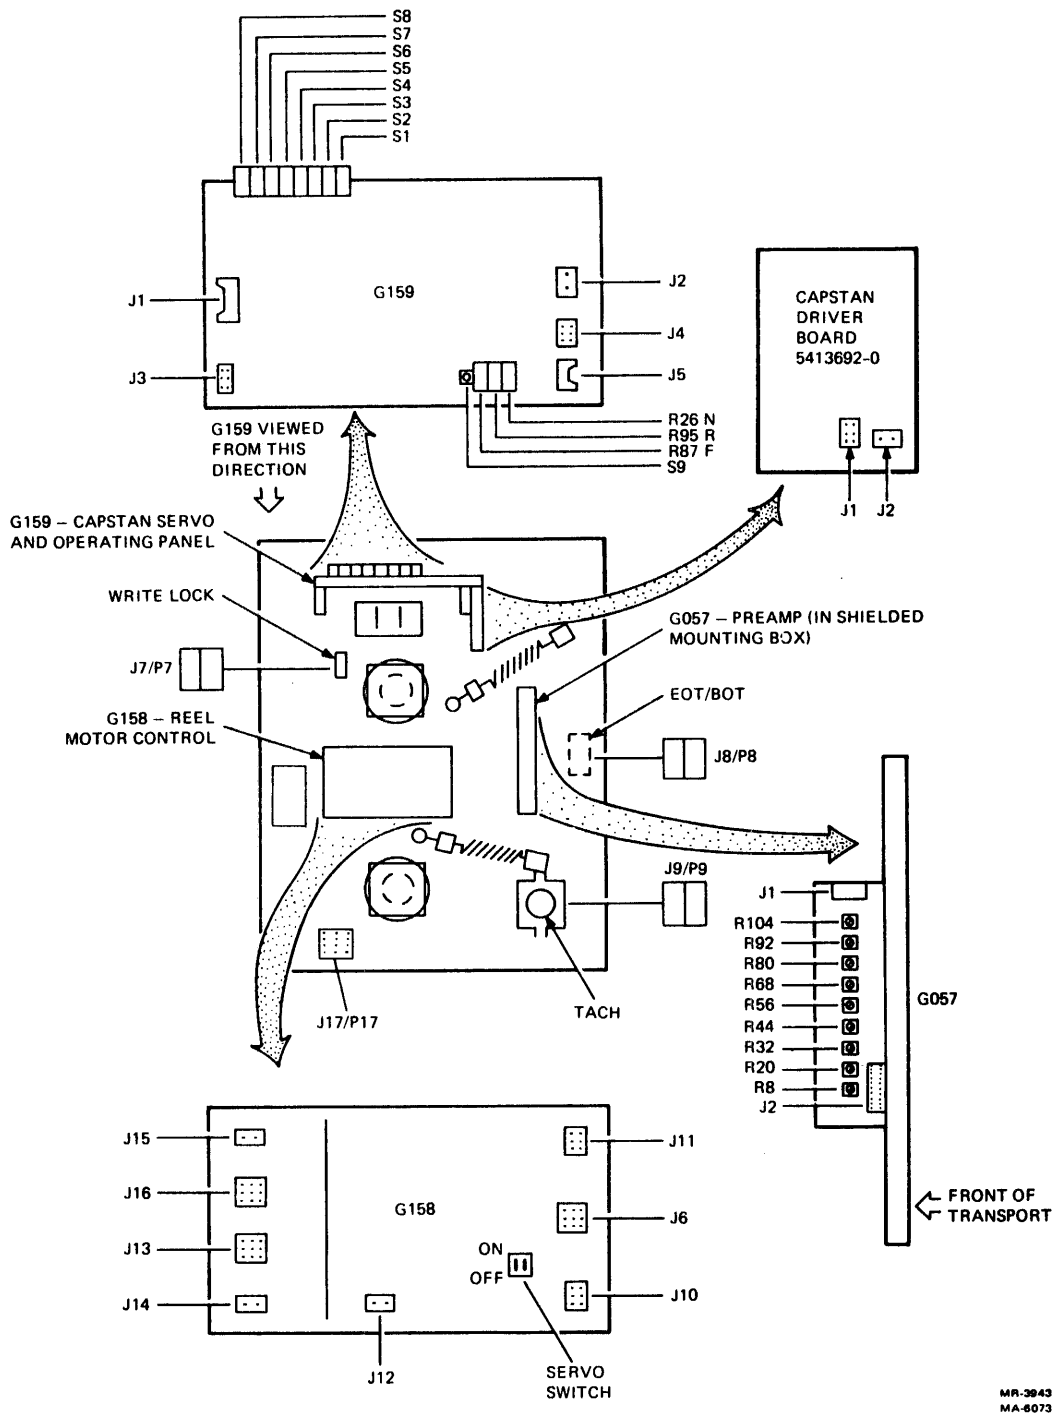 S8
S7
S6
S5
S4
S3
S2
S1
G159
J1
J3
J2
J4
J5
R26 N
R95 R
R87 F
S9
CAPSTAN
DRIVER
BOARD
5413692-0
J1
J2
G159 VIEWED
FROM THIS
DIRECTION
G159 – CAPSTAN SERVO
AND OPERATING PANEL
WRITE LOCK
J7/P7
G158 – REEL
MOTOR CONTROL
G057 – PREAMP (IN SHIELDED
MOUNTING BOX)
EOT/BOT
J8/P8
J9/P9
TACH
J17/P17
J1
R104
R92
R80
R68
R56
R44
R32
R20
R8
J2
G057
FRONT OF
TRANSPORT
J15
J16
J13
J14
G158
ON
OFF
J11
J6
J10
J12
SERVO
SWITCH
MR-3943
MA-6073